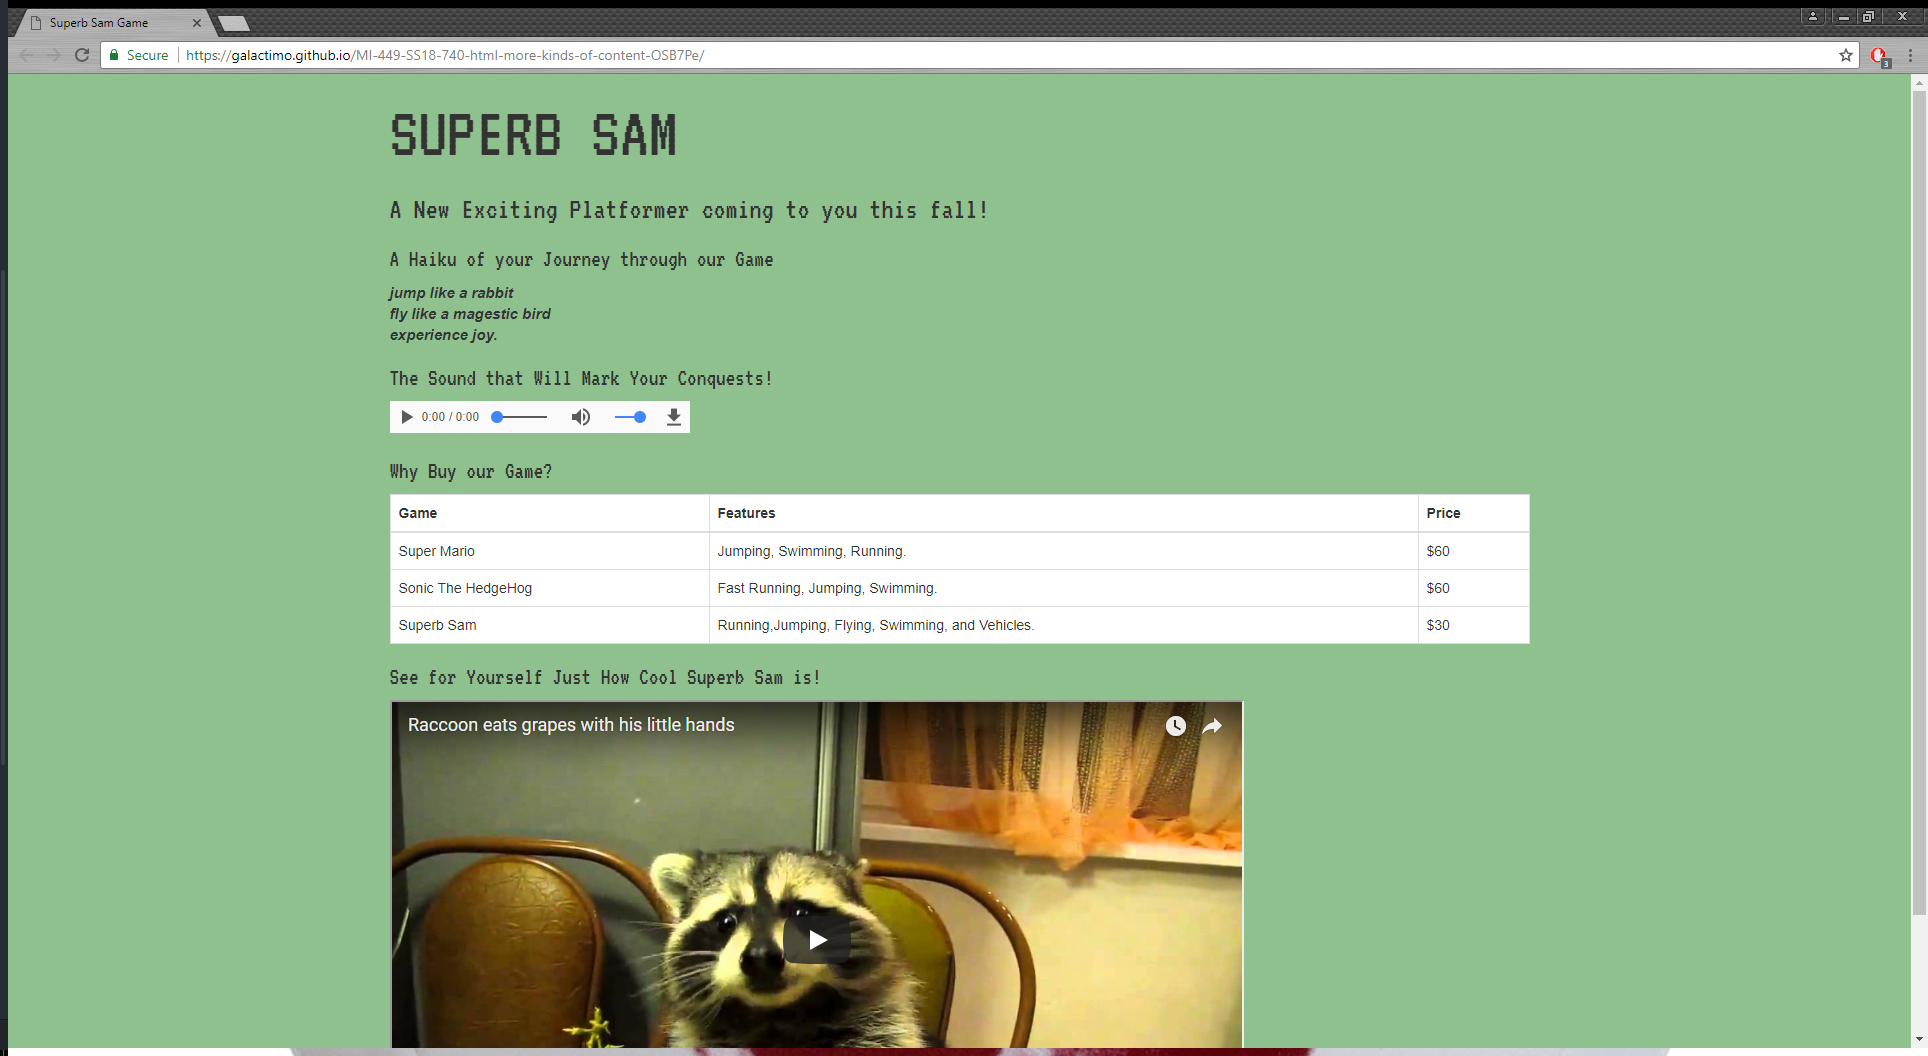 Superb Sam Game
Secure https://galactimo.github.io/MI-449-SS18-740-html-more-kinds-of-content-OSB7Pe/
3
SUPERB SAM
A New Exciting Platformer coming to you this fall!
A Haiku of your Journey through our Game
jump like a rabbit
fly like a magestic bird
experience joy.
The Sound that Will Mark Your Conquests!
0:00 / 0:00
Why Buy our Game?
Game Features Price
Super Mario Jumping, Swimming, Running. $60
Sonic The HedgeHog Fast Running, Jumping, Swimming. $60
Superb Sam Running,Jumping, Flying, Swimming, and Vehicles. $30
See for Yourself Just How Cool Superb Sam is!
Raccoon eats grapes with his little hands